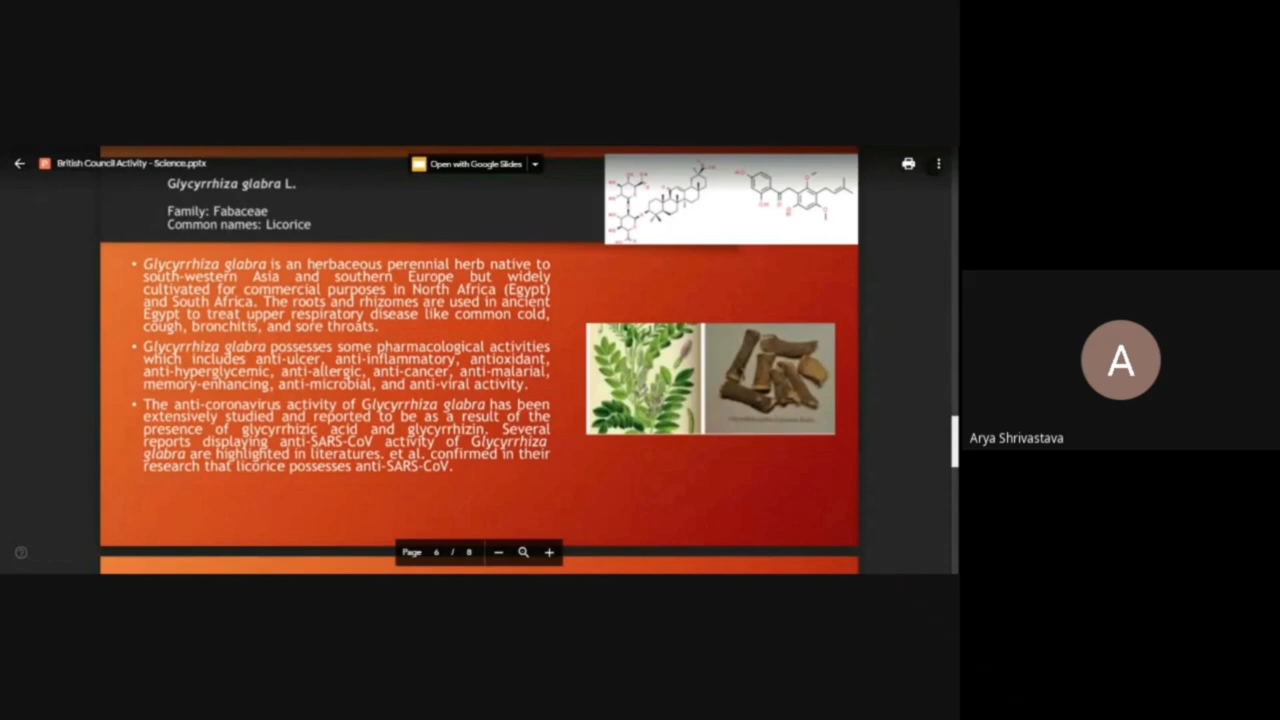 British Council Activity - Science.pptx
Open with Google Slides
Glycyrrhiza glabra L.
Family: Fabaceae
Common names: Licorice
• Glycyrrhiza glabra is an herbaceous perennial herb native to
south-western Asia and southern Europe but widely
cultivated for commercial purposes in North Africa (Egypt)
and South Africa. The roots and rhizomes are used in ancient
Egypt to treat upper respiratory disease like common cold,
cough, bronchitis, and sore throats.
• Glycyrrhiza glabra possesses some pharmacological activities
which includes anti-ulcer, anti-inflammatory, antioxidant,
anti-hyperglycemic, anti-allergic, anti-cancer, anti-malarial,
memory-enhancing, anti-microbial, and anti-viral activity.
• The anti-coronavirus activity of Glycyrrhiza glabra has been
extensively studied and reported to be as a result of the
presence of glycyrrhizic acid and glycyrrhizin. Several
reports displaying anti-SARS-CoV activity of Glycyrrhiza
glabra are highlighted in literatures. et al. confirmed in their
research that licorice possesses anti-SARS-CoV.
Page 6 / 8
A
Arya Shrivastava